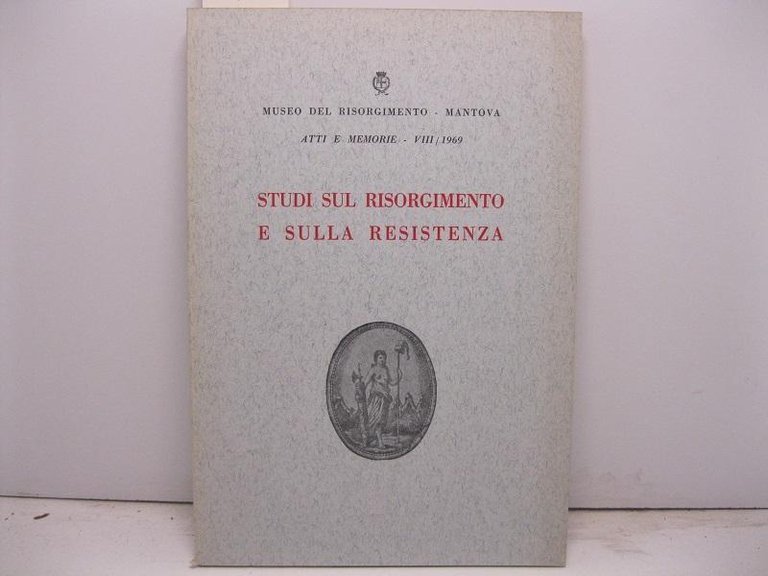 MUSEO DEL RISORGIMENTO - MANTOVA
ATTI E MEMORIE - VIII / 1969
STUDI SUL RISORGIMENTO
E SULLA RESISTENZA